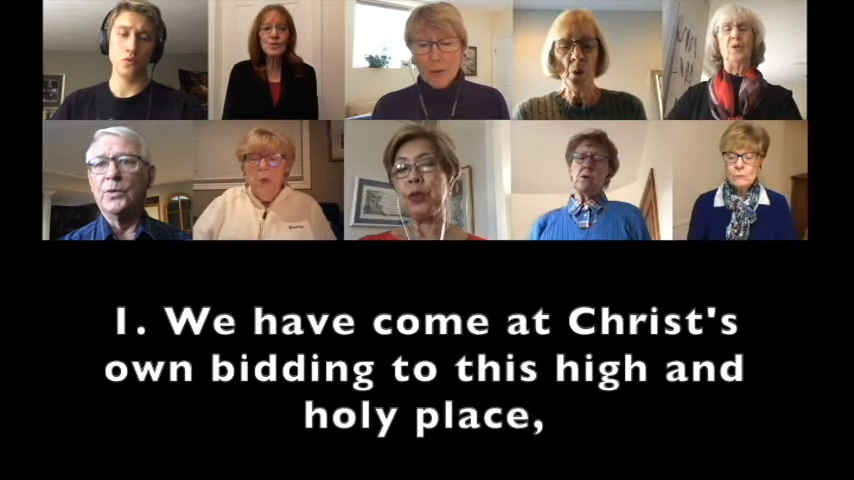 1. We have come at Christ's
own bidding to this high and
holy place,